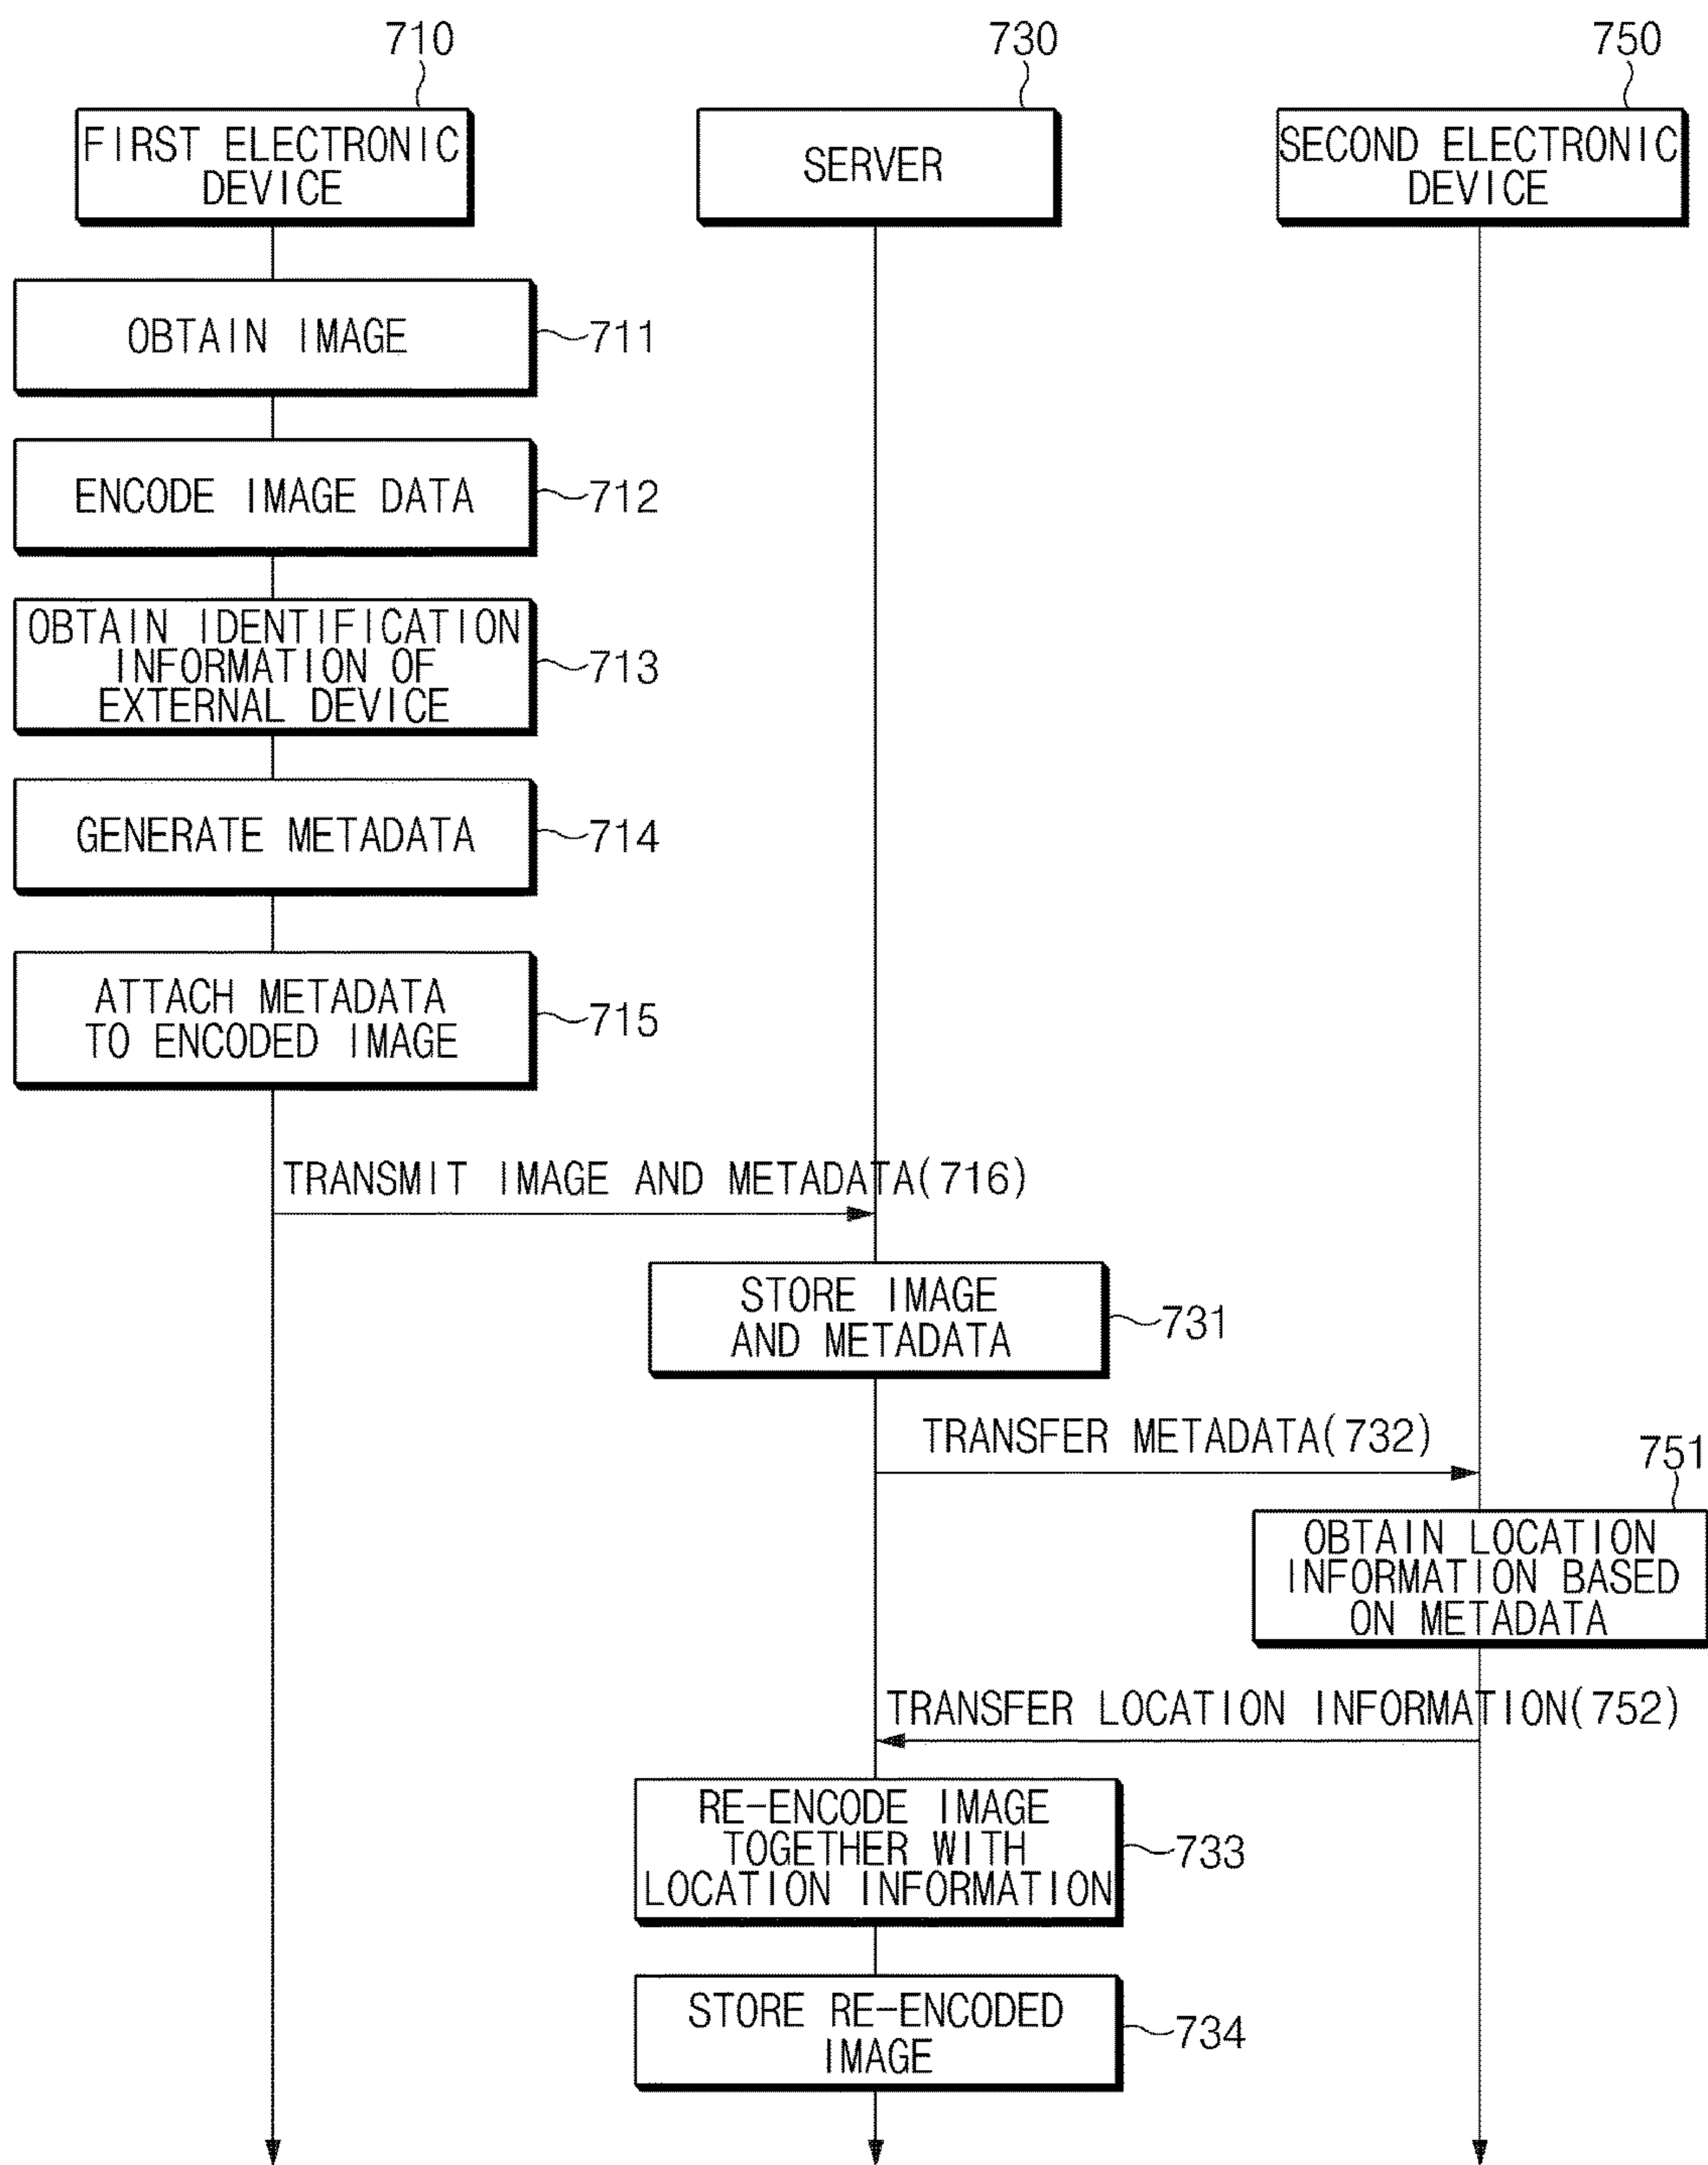 710
730
750
FIRST ELECTRONIC
DEVICE
SERVER
SECOND ELECTRONIC
DEVICE
OBTAIN IMAGE
711
ENCODE IMAGE DATA
712
OBTAIN IDENTIFICATION
INFORMATION OF
EXTERNAL DEVICE
713
GENERATE METADATA
714
ATTACH METADATA
TO ENCODED IMAGE
715
TRANSMIT IMAGE AND METADATA(716)
STORE IMAGE
AND METADATA
731
TRANSFER METADATA(732)
751
OBTAIN LOCATION
INFORMATION BASED
ON METADATA
TRANSFER LOCATION INFORMATION(752)
RE-ENCODE IMAGE
TOGETHER WITH
LOCATION INFORMATION
733
STORE RE-ENCODED
IMAGE
734